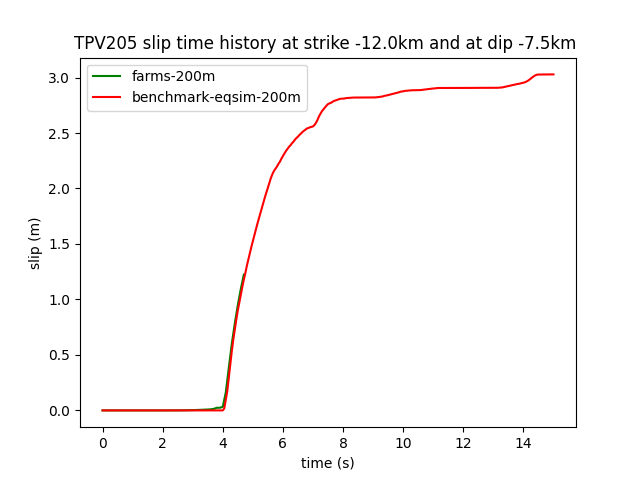 TPV205 slip time history at strike -12.0km and at dip -7.5km
farms-200m
benchmark-eqsim-200m
3.0
2.5
2.0
1.5
1.0
0.5
0.0
slip (m)
0 2 4 6 8 10 12 14
time (s)